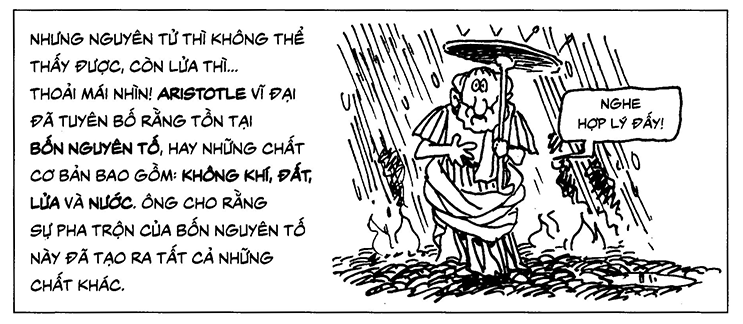 NHƯNG NGUYÊN TỬ THÌ KHÔNG THỂ
THẤY ĐƯỢC, CÒN LỬA THÌ...
THOẢI MÁI NHÌN! ARISTOTLE VĨ ĐẠI
ĐÃ TUYÊN BỐ RẰNG TỒN TẠI
BỐN NGUYÊN TỐ, HAY NHỮNG CHẤT
CƠ BẢN BAO GỒM: KHÔNG KHÍ, ĐẤT,
LỬA VÀ NƯỚC. ÔNG CHO RẰNG
SỰ PHA TRỘN CỦA BỐN NGUYÊN TỐ
NÀY ĐÃ TẠO RA TẤT CẢ NHỮNG
CHẤT KHÁC.
NGHE
HỢP LÝ ĐẤY!